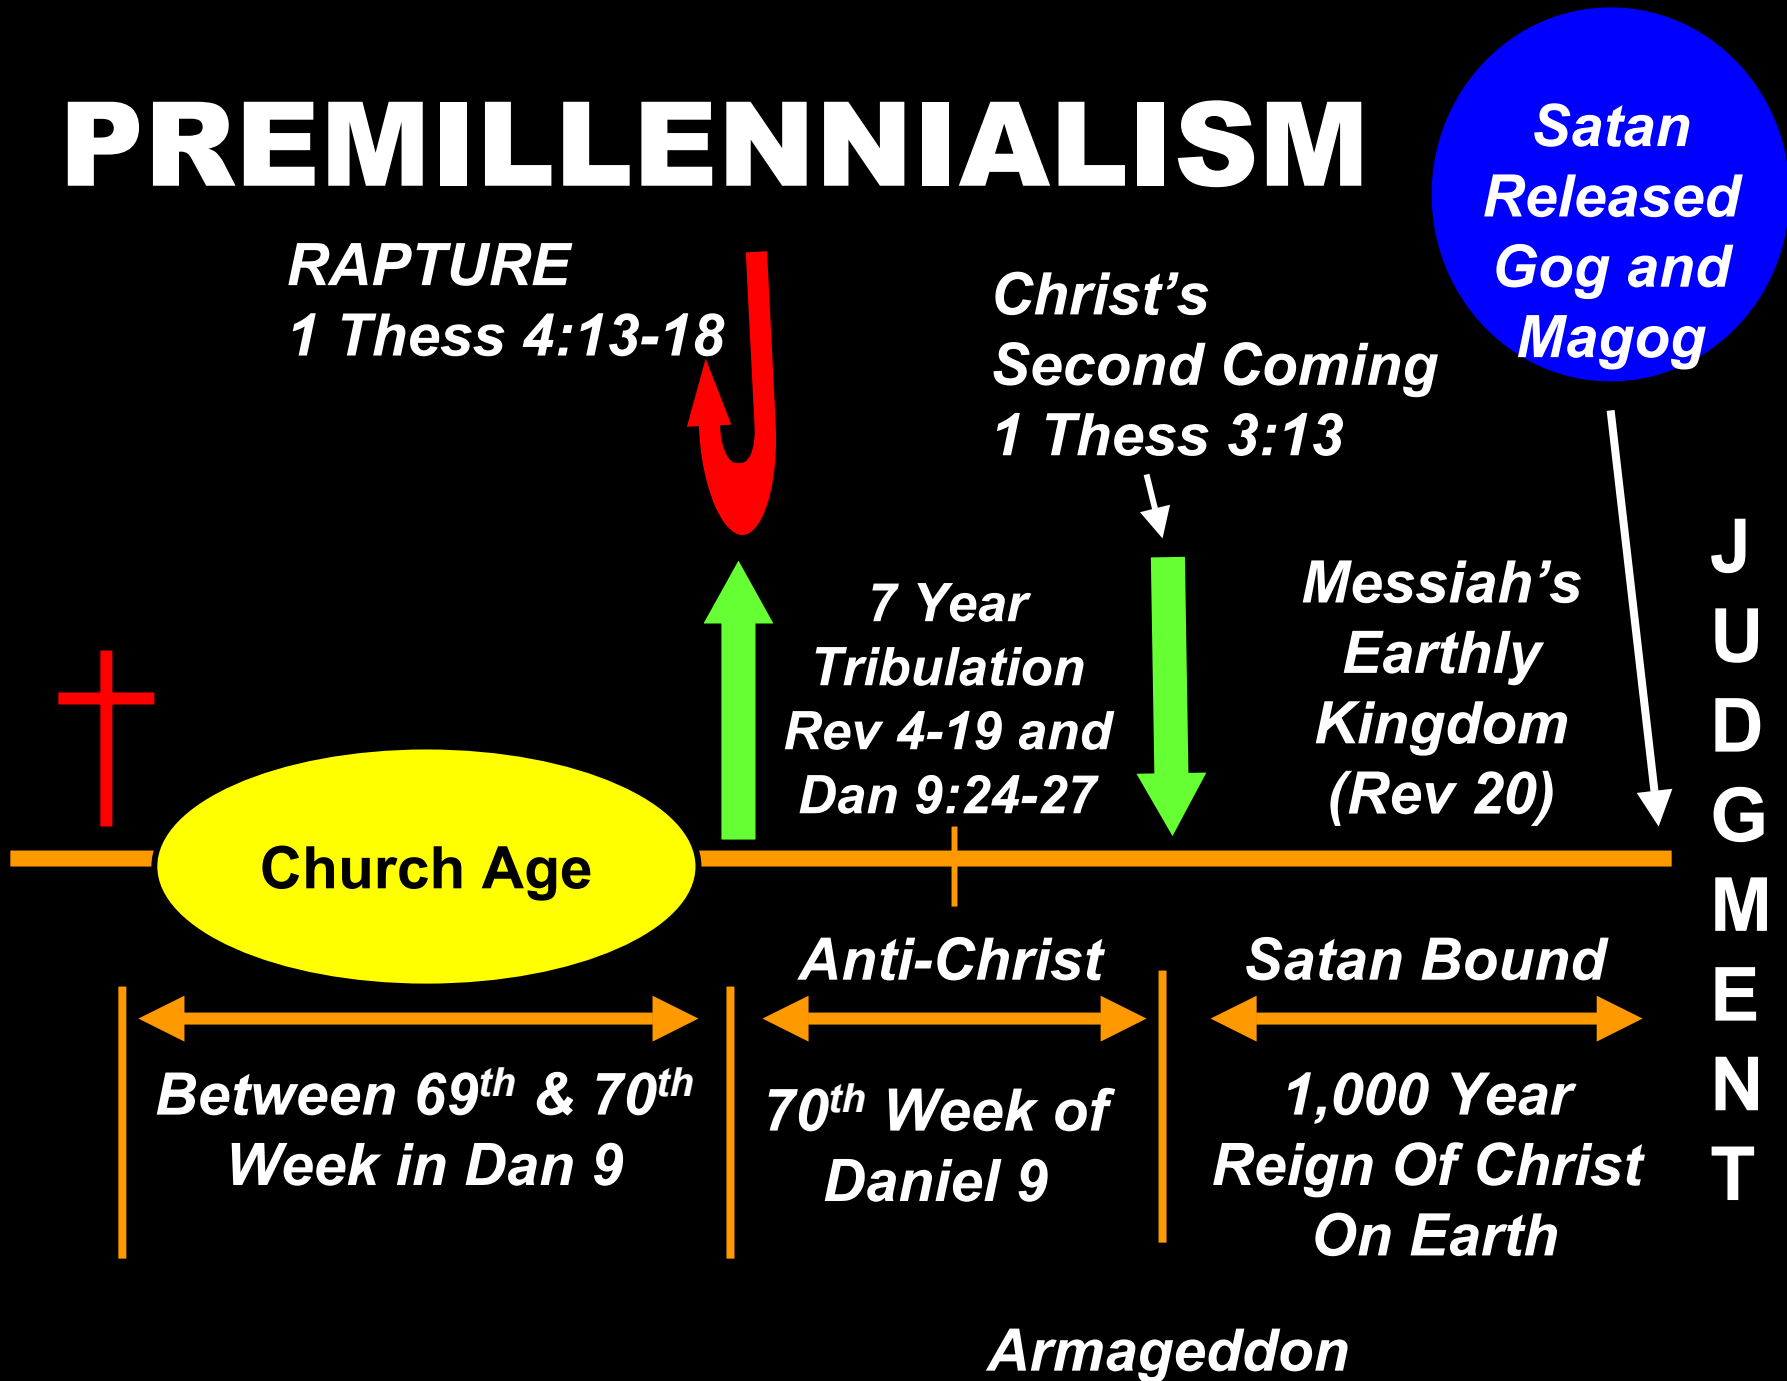 PREMILLENNIALISM
Satan
Released
Gog and
Magog
RAPTURE
1 Thess 4:13-18
Christ’s
Second Coming
1 Thess 3:13
7 Year
Tribulation
Rev 4-19 and
Dan 9:24-27
Messiah’s
Earthly
Kingdom
(Rev 20)
J
U
D
G
M
E
N
T
Church Age
Anti-Christ
Satan Bound
Between 69th & 70th
Week in Dan 9
70th Week of
Daniel 9
1,000 Year
Reign Of Christ
On Earth
Armageddon